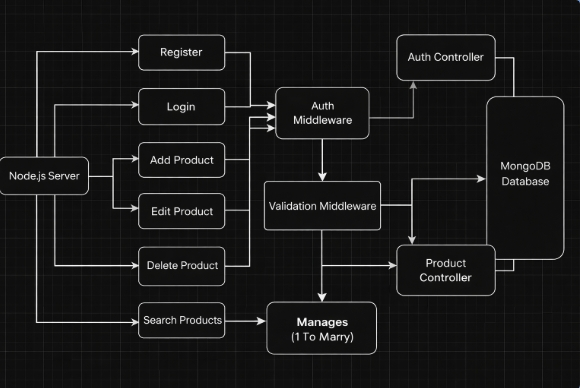 Register
Auth Controller
Login
Auth
Middleware
Add Product
MongoDB
Database
Node.js Server
Edit Product
Validation Middleware
Delete Product
Product
Controller
Search Products
Manages
(1 To Marry)